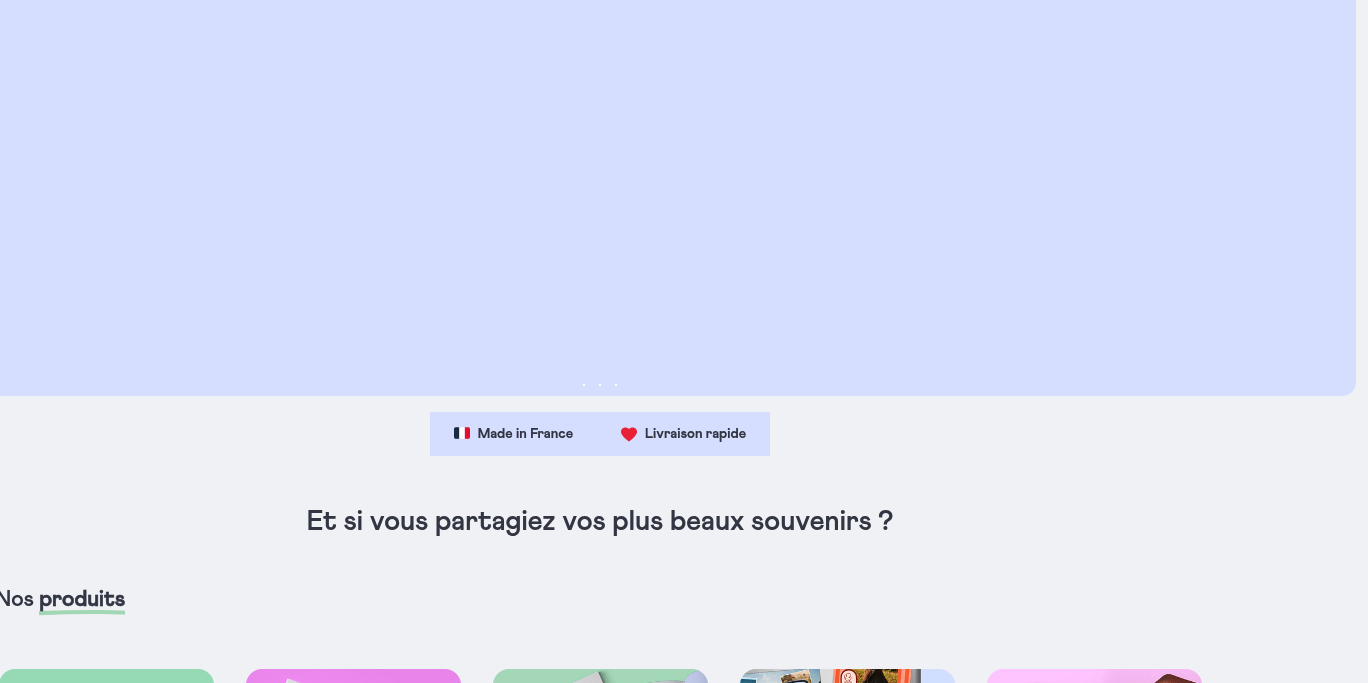 Made in France
Livraison rapide
Et si vous partagiez vos plus beaux souvenirs ?
Nos produits